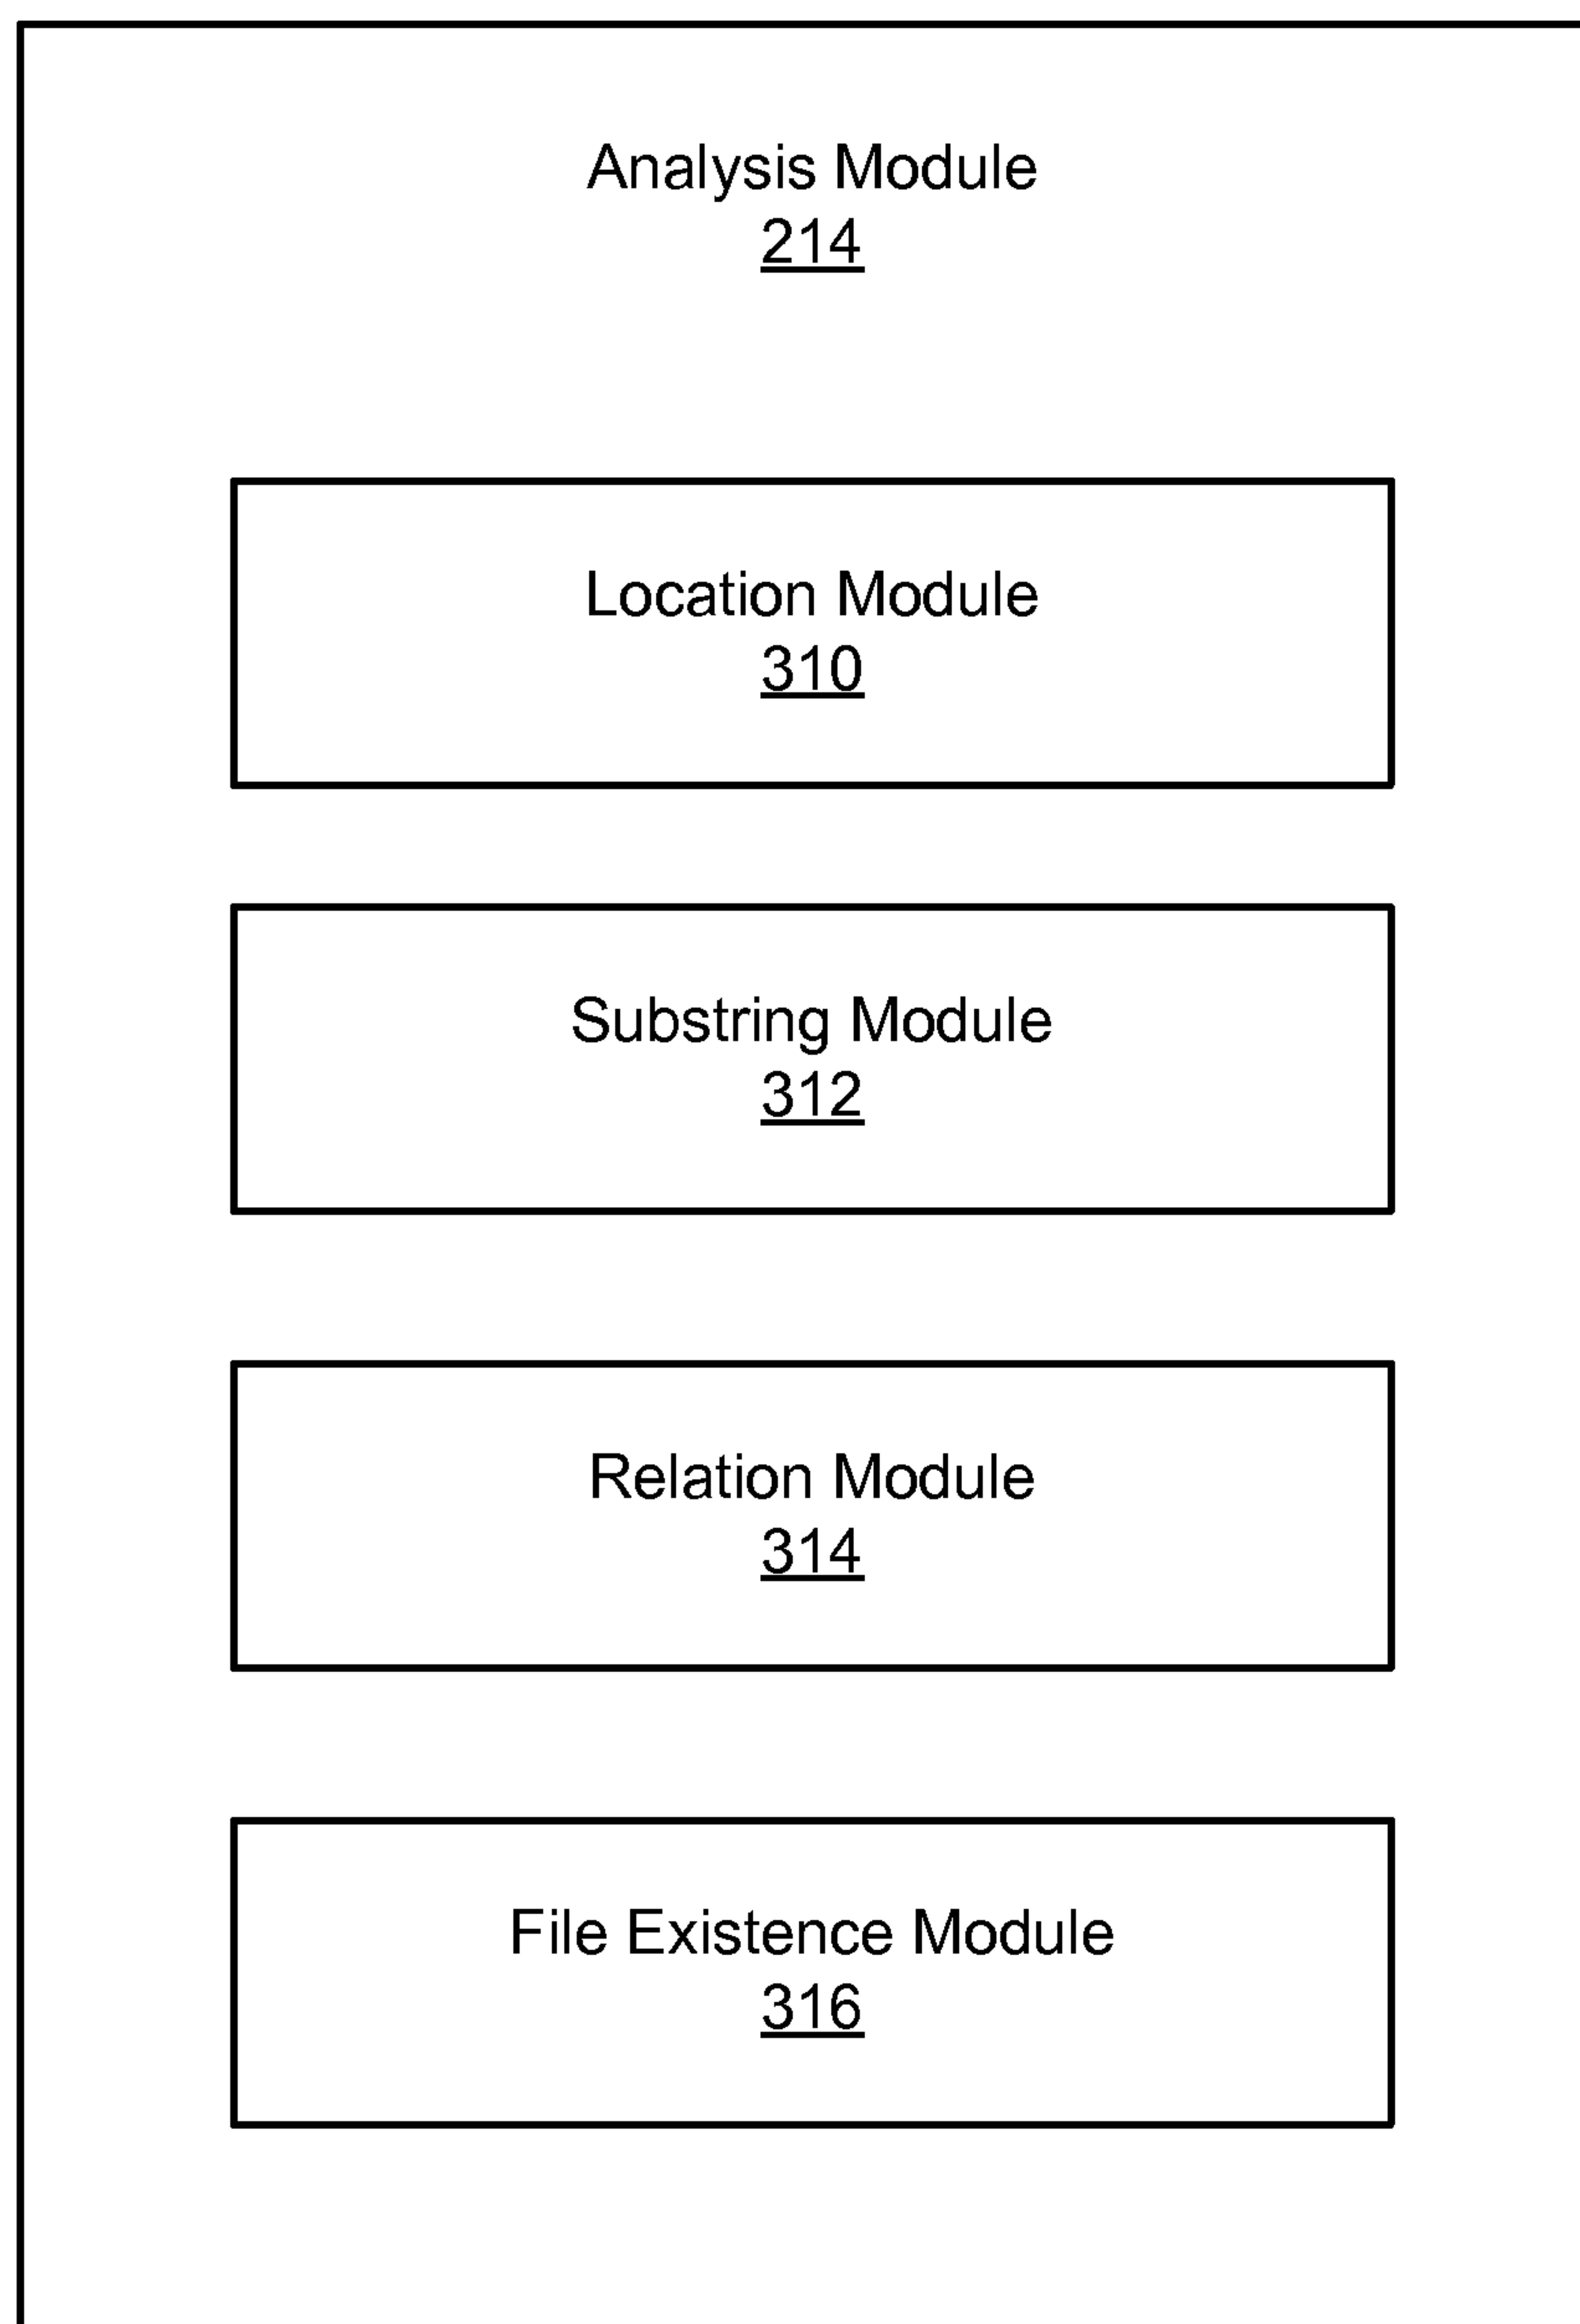 Analysis Module
214
Location Module
310
Substring Module
312
Relation Module
314
File Existence Module
316